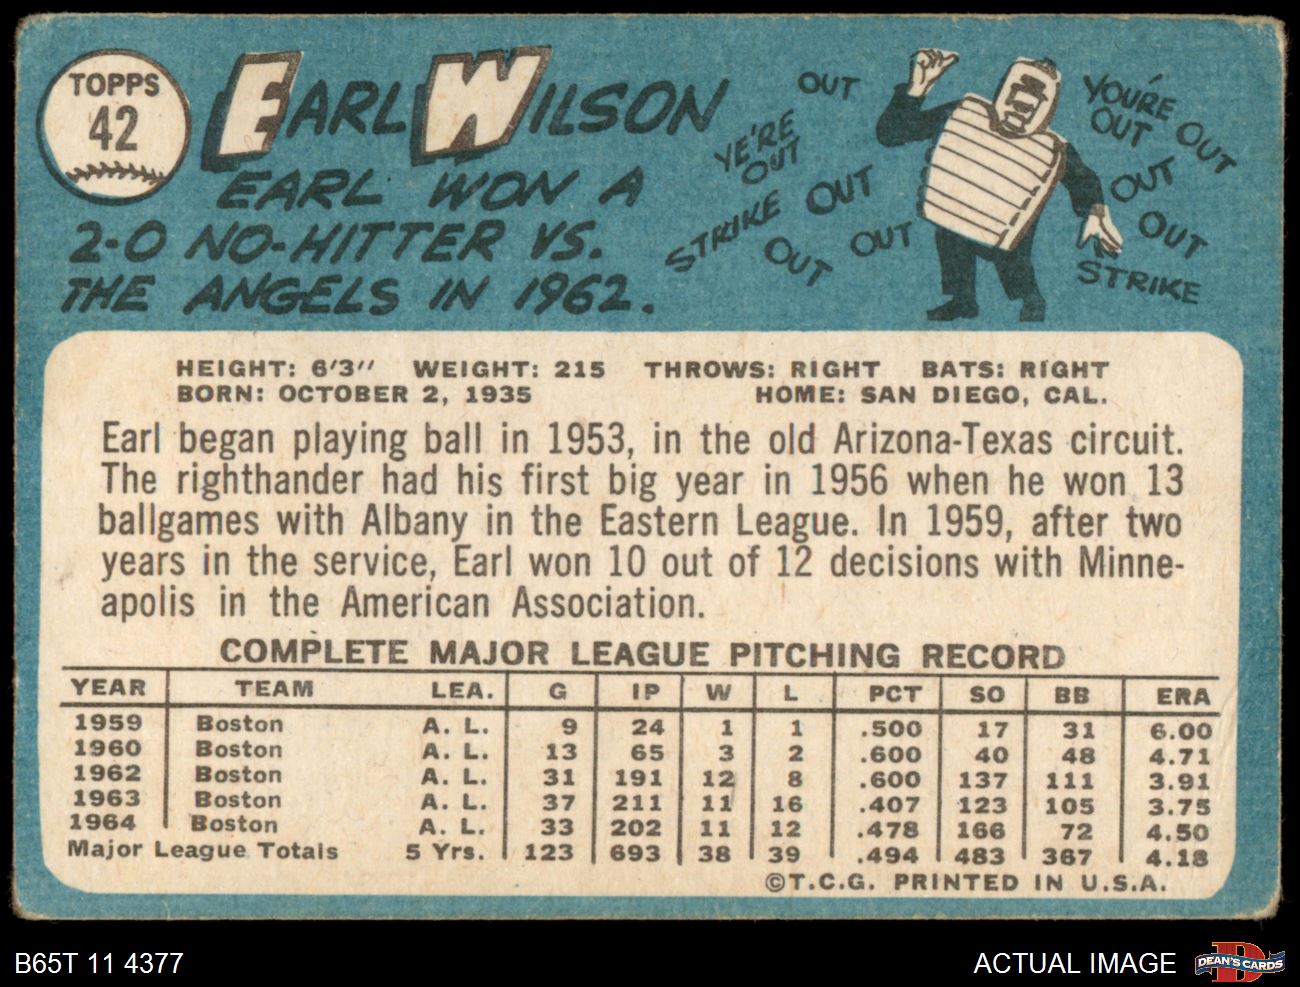 TOPPS
42
EARL WILSON
EARL WON A
2-0 NO-HITTER VS.
THE ANGELS IN 1962.
OUT
YE'RE
OUT
STRIKE
OUT
OUT
OUT
YOU'RE
OUT
OUT
OUT
OUT
STRIKE
HEIGHT: 6'3" WEIGHT: 215 THROWS: RIGHT BATS: RIGHT
BORN: OCTOBER 2, 1935 HOME: SAN DIEGO, CAL.
Earl began playing ball in 1953, in the old Arizona-Texas circuit.
The righthander had his first big year in 1956 when he won 13
ballgames with Albany in the Eastern League. In 1959, after two
years in the service, Earl won 10 out of 12 decisions with Minne-
apolis in the American Association.
COMPLETE MAJOR LEAGUE PITCHING RECORD
YEAR TEAM LEA. G IP W L PCT SO BB ERA
1959 Boston A. L. 9 24 1 1 .500 17 31 6.00
1960 Boston A. L. 13 65 3 2 .600 40 48 4.71
1962 Boston A. L. 31 191 12 8 .600 137 111 3.91
1963 Boston A. L. 37 211 11 16 .407 123 105 3.75
1964 Boston A. L. 33 202 11 12 .478 166 72 4.50
Major League Totals 5 Yrs. 123 693 38 39 .494 483 367 4.18
©T.C.G. PRINTED IN U.S.A.
B65T 11 4377
ACTUAL IMAGE
D
DEAN'S CARDS